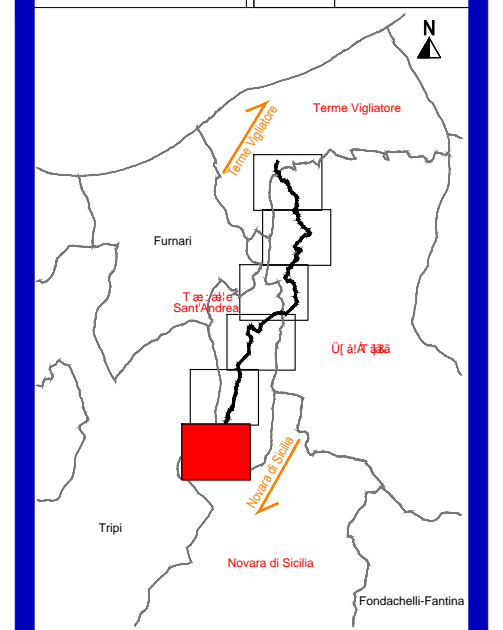 N
Terme Vigliatore
Terme Vigliatore
Furnari
Sant'Andrea
Novara di Sicilia
Tripi
Novara di Sicilia
Fondachelli-Fantina